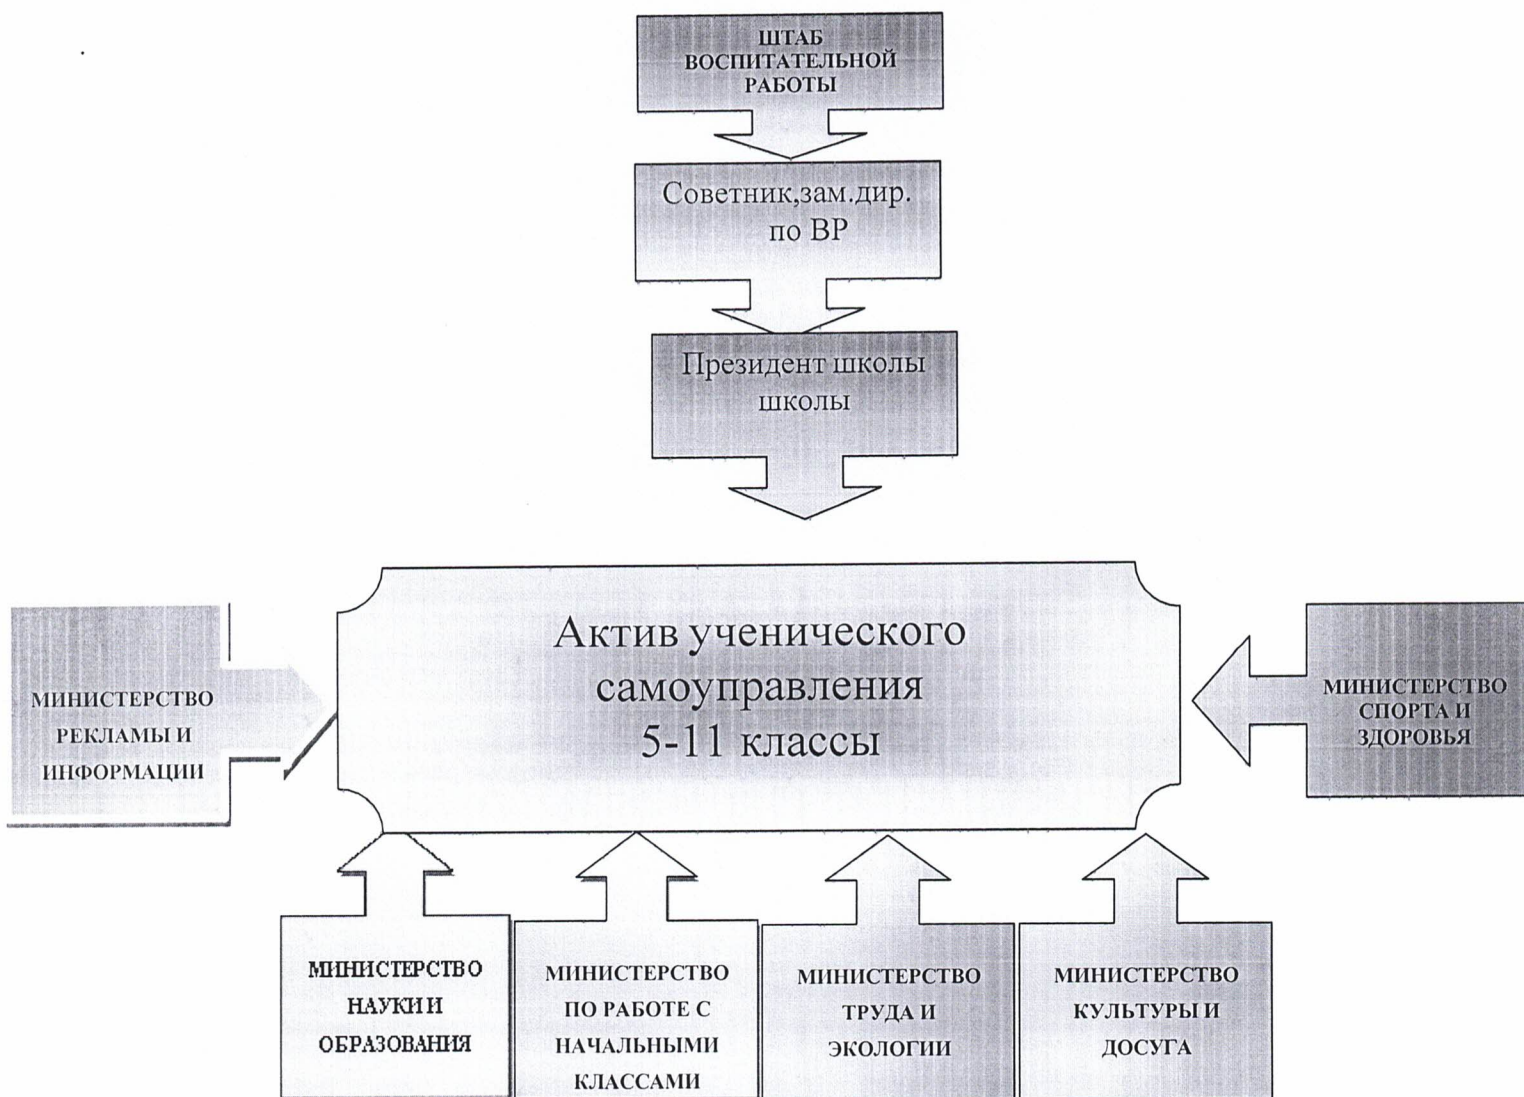 ШТАБ
ВОСПИТАТЕЛЬНОЙ
РАБОТЫ
Советник,зам.дир.
по ВР
Президент школы
школы
Актив ученического
самоуправления
5-11 классы
МИНИСТЕРСТВО
РЕКЛАМЫ И
ИНФОРМАЦИИ
МИНИСТЕРСТВО
СПОРТА И
ЗДОРОВЬЯ
МИНИСТЕРСТВО
НАУКИ И
ОБРАЗОВАНИЯ
МИНИСТЕРСТВО
ПО РАБОТЕ С
НАЧАЛЬНЫМИ
КЛАССАМИ
МИНИСТЕРСТВО
ТРУДА И
ЭКОЛОГИИ
МИНИСТЕРСТВО
КУЛЬТУРЫ И
ДОСУГА